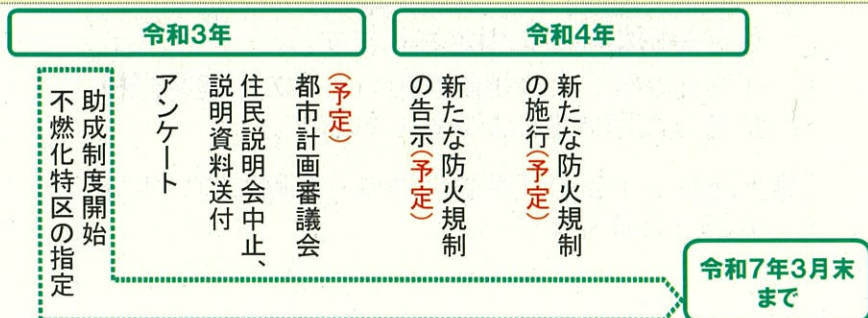 令和3年
令和4年
不燃化特区の指定
助成制度開始
アンケート
住民説明会中止、
説明資料送付
都市計画審議会
(予定)
新たな防火規制
の告示(予定)
新たな防火規制
の施行(予定)
令和7年3月末
まで